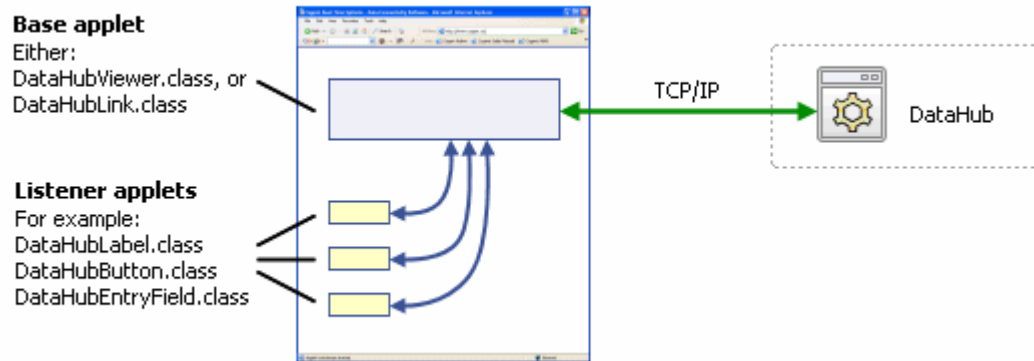 Base applet
Either:
DataHubViewer.class, or
DataHubLink.class
TCP/IP
DataHub
Listener applets
For example:
DataHubLabel.class
DataHubButton.class
DataHubEntryField.class